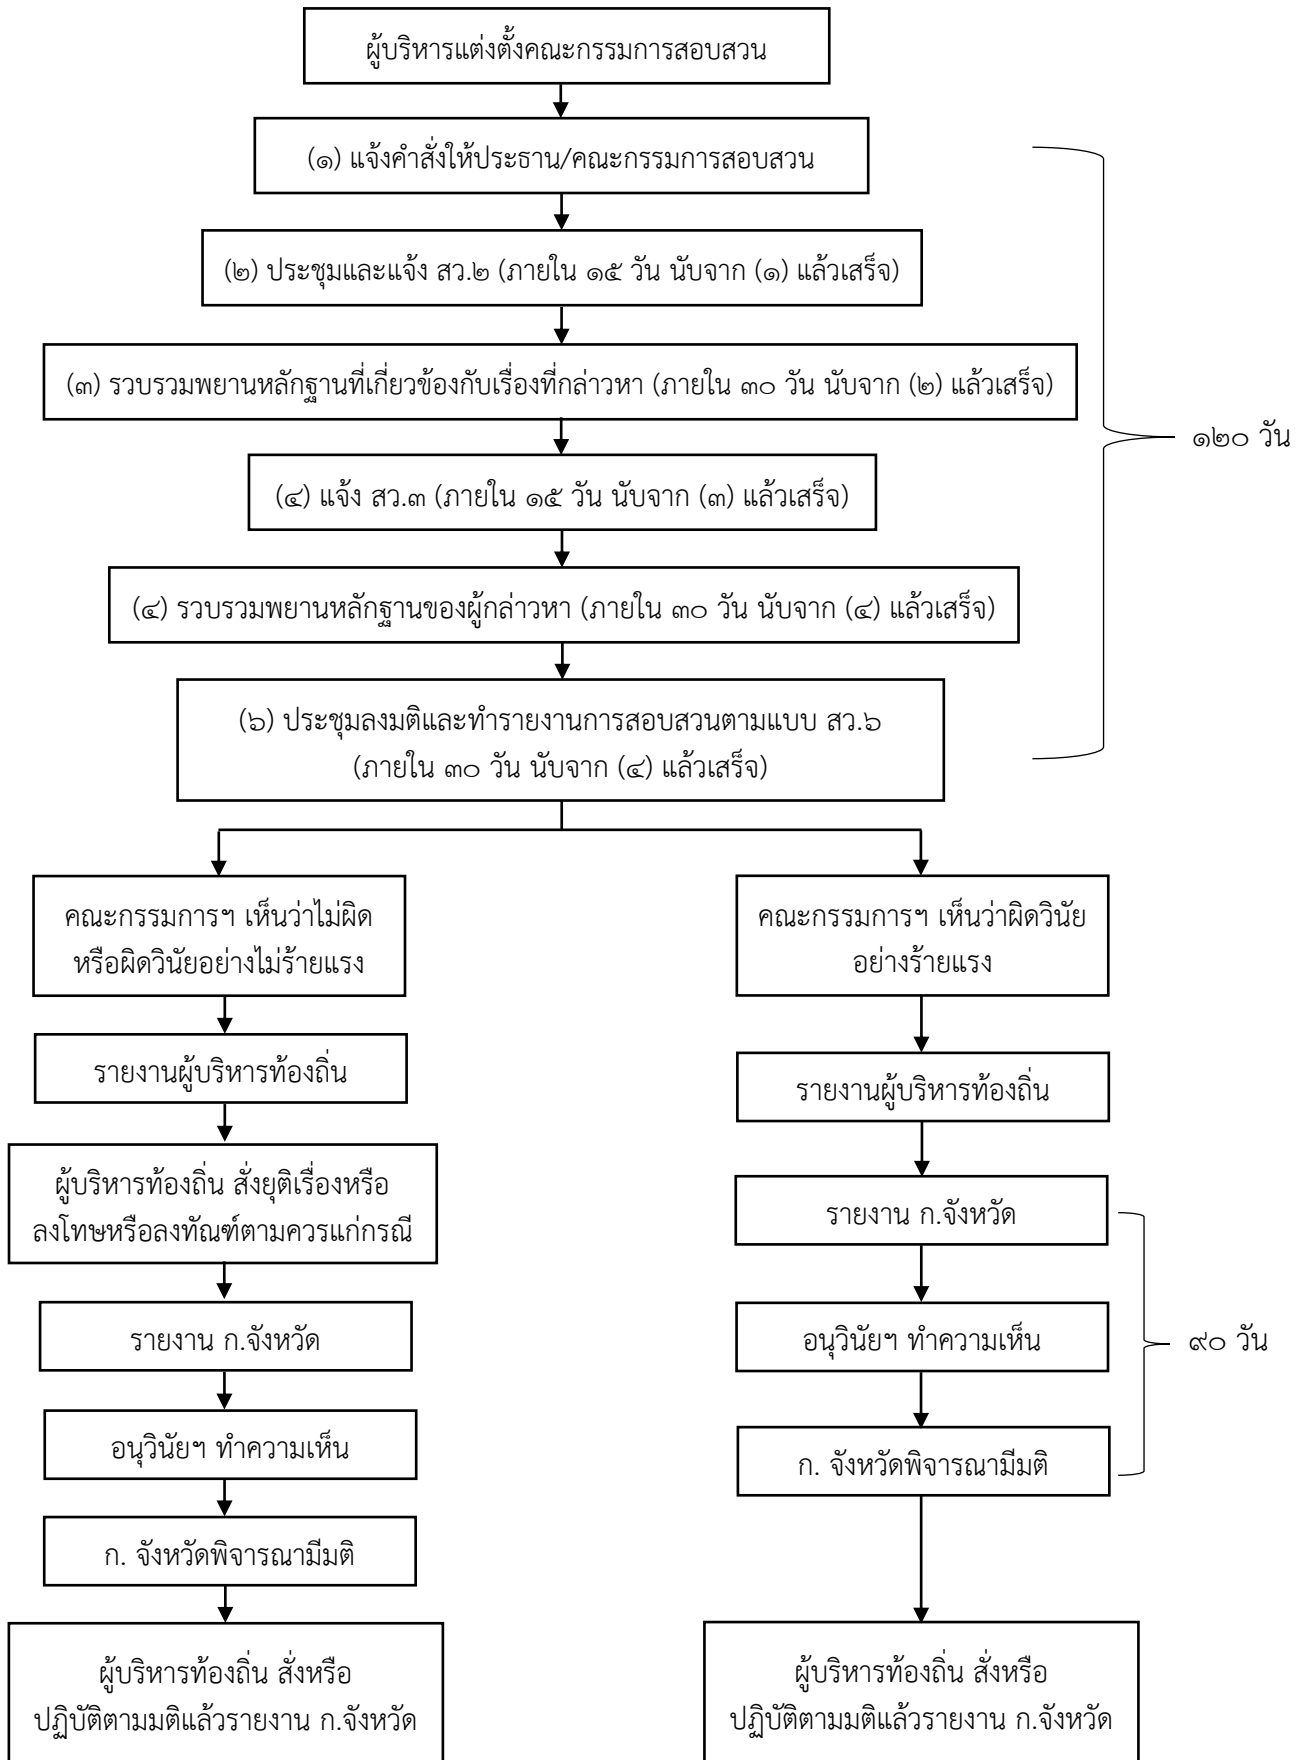 ผู้บริหารแต่งตั้งคณะกรรมการสอบสวน
(๑) แจ้งคำสั่งให้ประธาน/คณะกรรมการสอบสวน
(๒) ประชุมและแจ้ง สว.๒ (ภายใน ๑๕ วัน นับจาก (๑) แล้วเสร็จ)
(๓) รวบรวมพยานหลักฐานที่เกี่ยวข้องกับเรื่องที่กล่าวหา (ภายใน ๓๐ วัน นับจาก (๒) แล้วเสร็จ)
๑๒๐ วัน
(๔) แจ้ง สว.๓ (ภายใน ๑๕ วัน นับจาก (๓) แล้วเสร็จ)
(๔) รวบรวมพยานหลักฐานของผู้กล่าวหา (ภายใน ๓๐ วัน นับจาก (๔) แล้วเสร็จ)
(๖) ประชุมลงมติและทำรายงานการสอบสวนตามแบบ สว.๖
(ภายใน ๓๐ วัน นับจาก (๔) แล้วเสร็จ)
คณะกรรมการฯ เห็นว่าไม่ผิด
หรือผิดวินัยอย่างไม่ร้ายแรง
รายงานผู้บริหารท้องถิ่น
ผู้บริหารท้องถิ่น สั่งยุติเรื่องหรือ
ลงโทษหรือลงทัณฑ์ตามควรแก่กรณี
รายงาน ก.จังหวัด
อนุวินัยฯ ทำความเห็น
ก. จังหวัดพิจารณามีมติ
ผู้บริหารท้องถิ่น สั่งหรือ
ปฏิบัติตามมติแล้วรายงาน ก.จังหวัด
คณะกรรมการฯ เห็นว่าผิดวินัย
อย่างร้ายแรง
รายงานผู้บริหารท้องถิ่น
รายงาน ก.จังหวัด
อนุวินัยฯ ทำความเห็น
๙๐ วัน
ก. จังหวัดพิจารณามีมติ
ผู้บริหารท้องถิ่น สั่งหรือ
ปฏิบัติตามมติแล้วรายงาน ก.จังหวัด